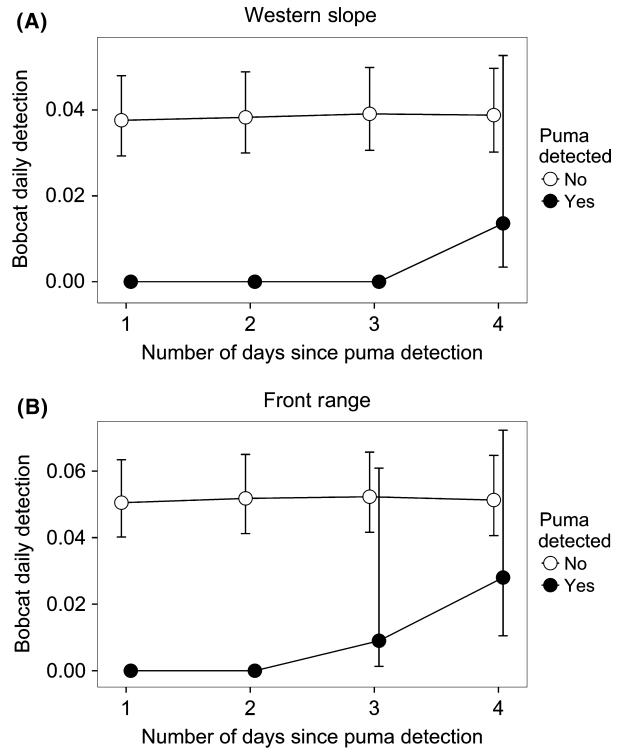 (A)
Western slope
Bobcat daily detection
0.04
0.02
0.00
1 2 3 4
Number of days since puma detection
Puma
detected
No
Yes
(B)
Front range
Bobcat daily detection
0.06
0.04
0.02
0.00
1 2 3 4
Number of days since puma detection
Puma
detected
No
Yes